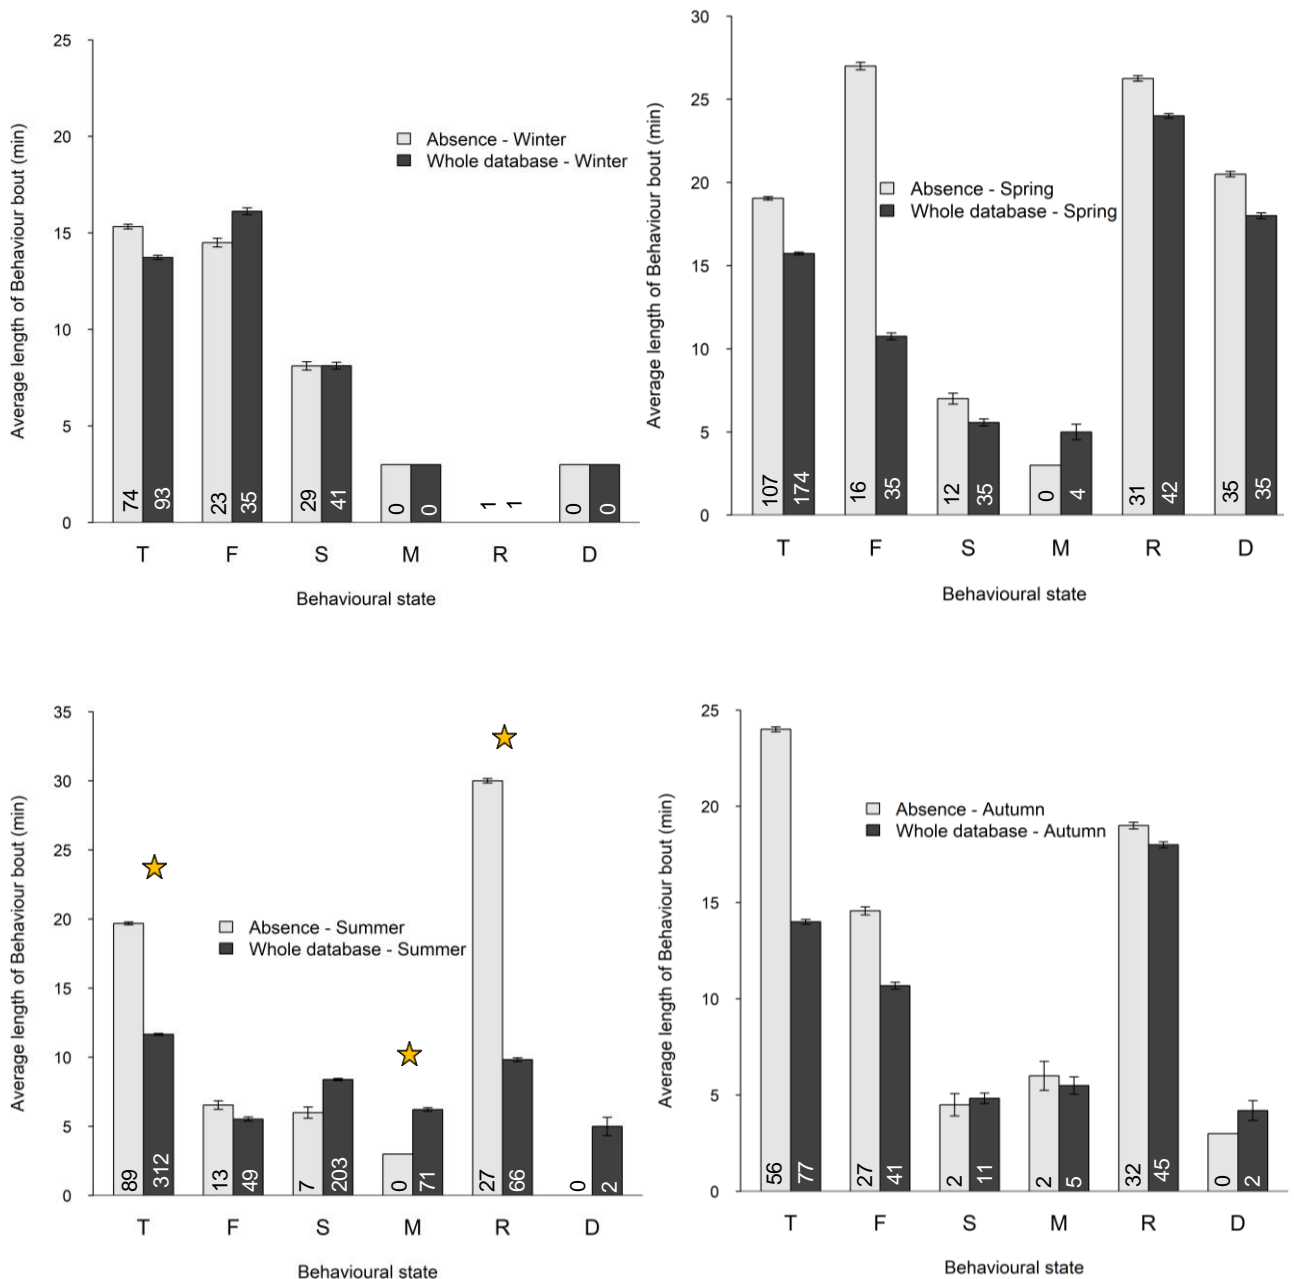 Average length of Behaviour bout (min)
25
20
15
10
5
0
Absence - Winter
Whole database - Winter
74 93 23 35 29 41 0 0 1 1 0 0
T F S M R D
Behavioural state
Average length of Behaviour bout (min)
30
25
20
15
10
5
0
Absence - Spring
Whole database - Spring
107 174 16 35 12 35 0 4 31 42 35 35
T F S M R D
Behavioural state
Average length of Behaviour bout (min)
35
30
25
20
15
10
5
0
Absence - Summer
Whole database - Summer
89 312 13 49 7 203 0 71 27 66 0 2
T F S M R D
Behavioural state
Average length of Behaviour bout (min)
25
20
15
10
5
0
Absence - Autumn
Whole database - Autumn
56 77 27 41 2 11 2 5 32 45 0 2
T F S M R D
Behavioural state